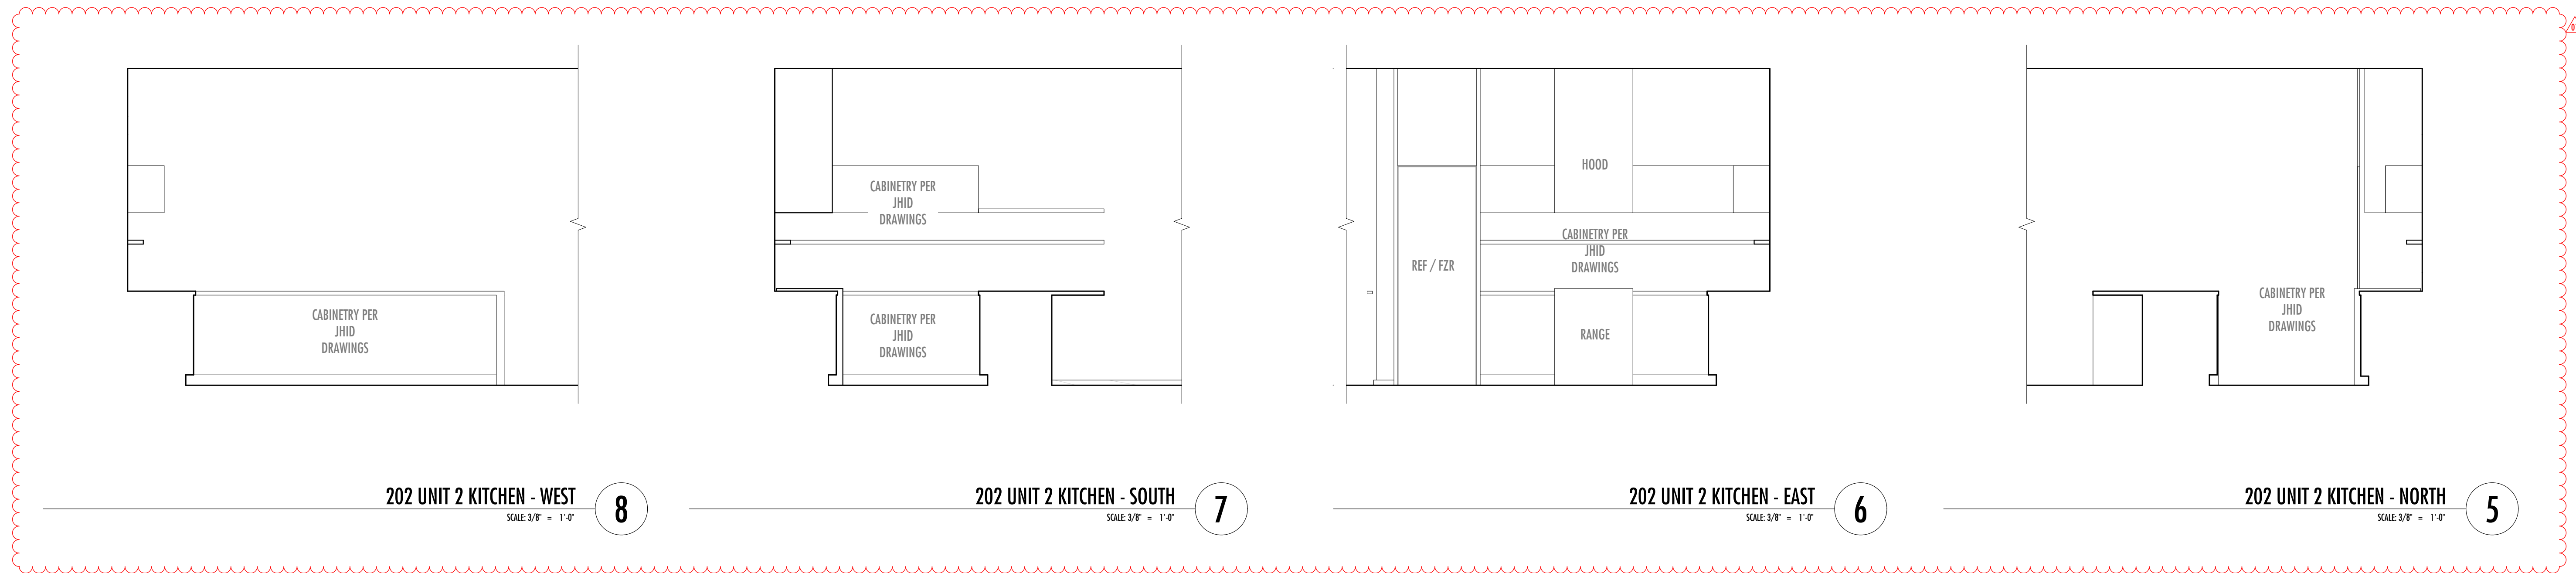 CABINETRY PER
JHID
DRAWINGS
202 UNIT 2 KITCHEN - WEST
SCALE: 3/8" = 1'-0"
8
CABINETRY PER
JHID
DRAWINGS
CABINETRY PER
JHID
DRAWINGS
202 UNIT 2 KITCHEN - SOUTH
SCALE: 3/8" = 1'-0"
7
HOOD
CABINETRY PER
JHID
DRAWINGS
REF / FZR
RANGE
202 UNIT 2 KITCHEN - EAST
SCALE: 3/8" = 1'-0"
6
CABINETRY PER
JHID
DRAWINGS
202 UNIT 2 KITCHEN - NORTH
SCALE: 3/8" = 1'-0"
5